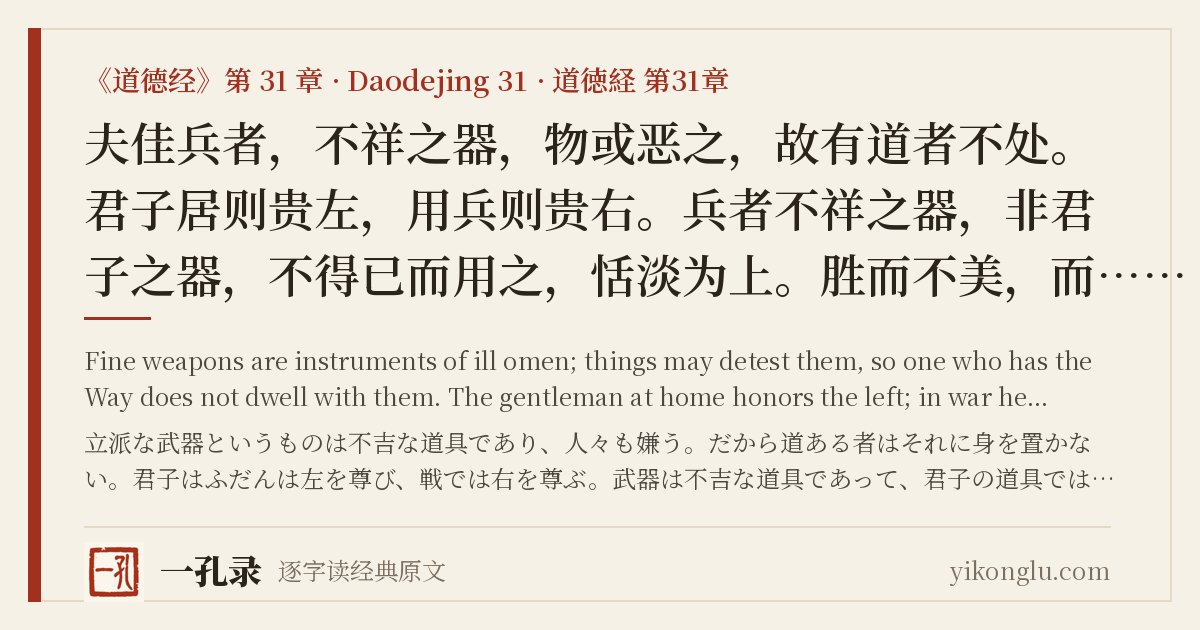 《道德经》第 31 章 · Daodejing 31 · 道徳経 第31章
夫佳兵者，不祥之器，物或恶之，故有道者不处。
君子居则贵左，用兵则贵右。兵者不祥之器，非君
子之器，不得已而用之，恬淡为上。胜而不美，而……
Fine weapons are instruments of ill omen; things may detest them, so one who has the
Way does not dwell with them. The gentleman at home honors the left; in war he…
立派な武器というものは不吉な道具であり、人々も嫌う。だから道ある者はそれに身を置かな
い。君子はふだんは左を尊び、戦では右を尊ぶ。武器は不吉な道具であって、君子の道具では…
一孔
一孔录 逐字读经典原文 yikonglu.com